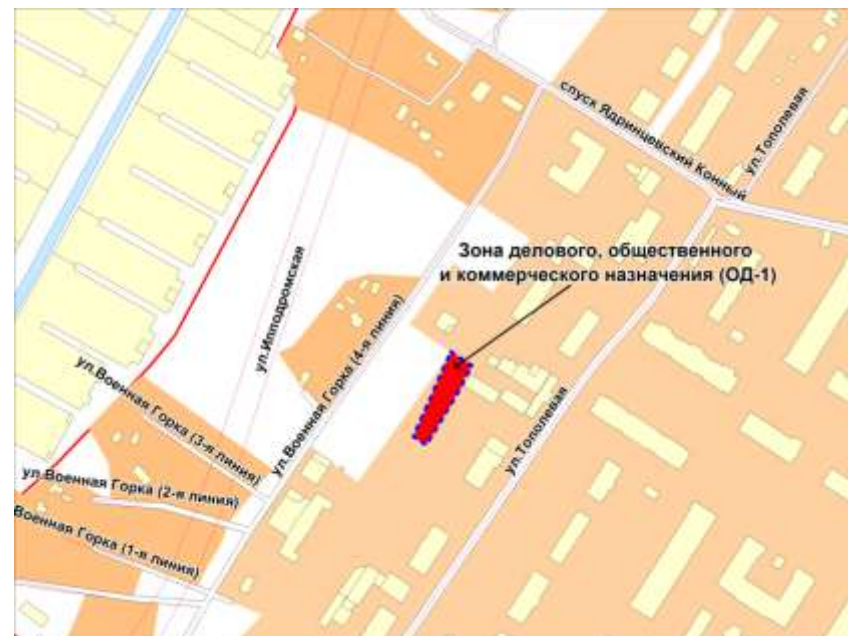 спуск Ядринцевский Конный
ул.Тополевая
Зона делового, общественного
и коммерческого назначения (ОД-1)
ул.Ипподромская
ул.Военная Горка (4-я линия)
ул.Военная Горка (3-я линия)
ул.Тополевая
ул.Военная Горка (2-я линия)
Военная Горка (1-я линия)